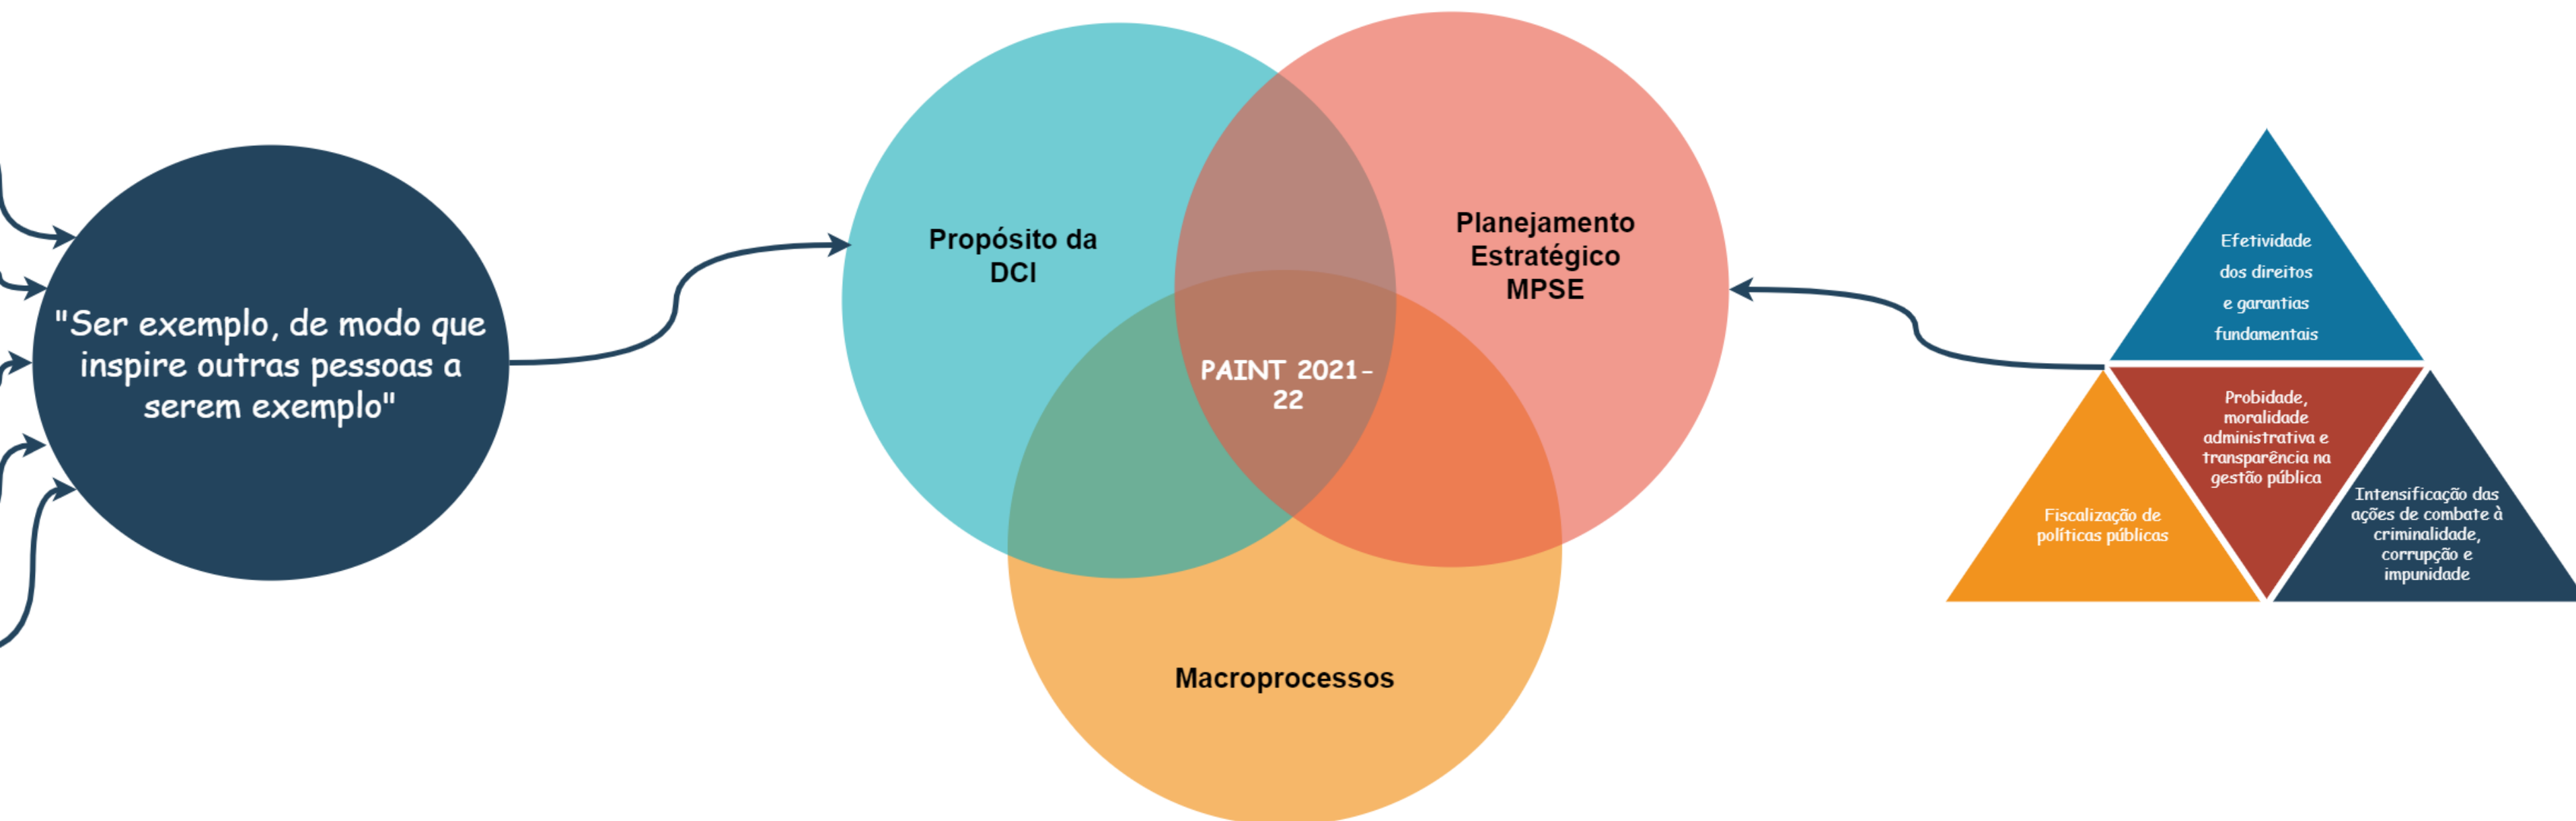 "Ser exemplo, de modo que
inspire outras pessoas a
serem exemplo"
Propósito da
DCI
Planejamento
Estratégico
MPSE
PAINT 2021-
22
Macroprocessos
Efetividade
dos direitos
e garantias
fundamentais
Probidade,
moralidade
administrativa e
transparência na
gestão pública
Fiscalização de
políticas públicas
Intensificação das
ações de combate à
criminalidade,
corrupção e
impunidade